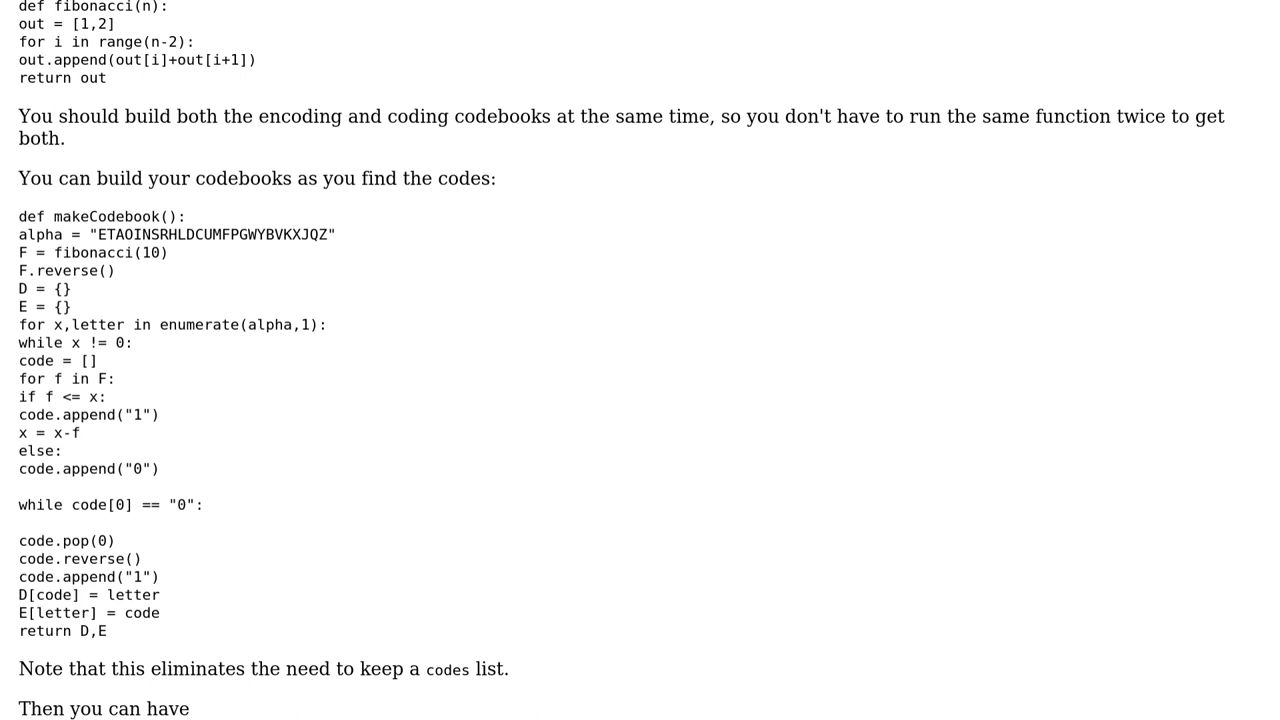 def fibonacci(n):
out = [1,2]
for i in range(n-2):
out.append(out[i]+out[i+1])
return out
You should build both the encoding and coding codebooks at the same time, so you don't have to run the same function twice to get
both.
You can build your codebooks as you find the codes:
def makeCodebook():
alpha = "ETAOINSRHLDCUMFPGWYBVKXJQZ"
F = fibonacci(10)
F.reverse()
D = {}
E = {}
for x,letter in enumerate(alpha,1):
while x != 0:
code = []
for f in F:
if f <= x:
code.append("1")
x = x-f
else:
code.append("0")
while code[0] == "0":
code.pop(0)
code.reverse()
code.append("1")
D[code] = letter
E[letter] = code
return D,E
Note that this eliminates the need to keep a codes list.
Then you can have